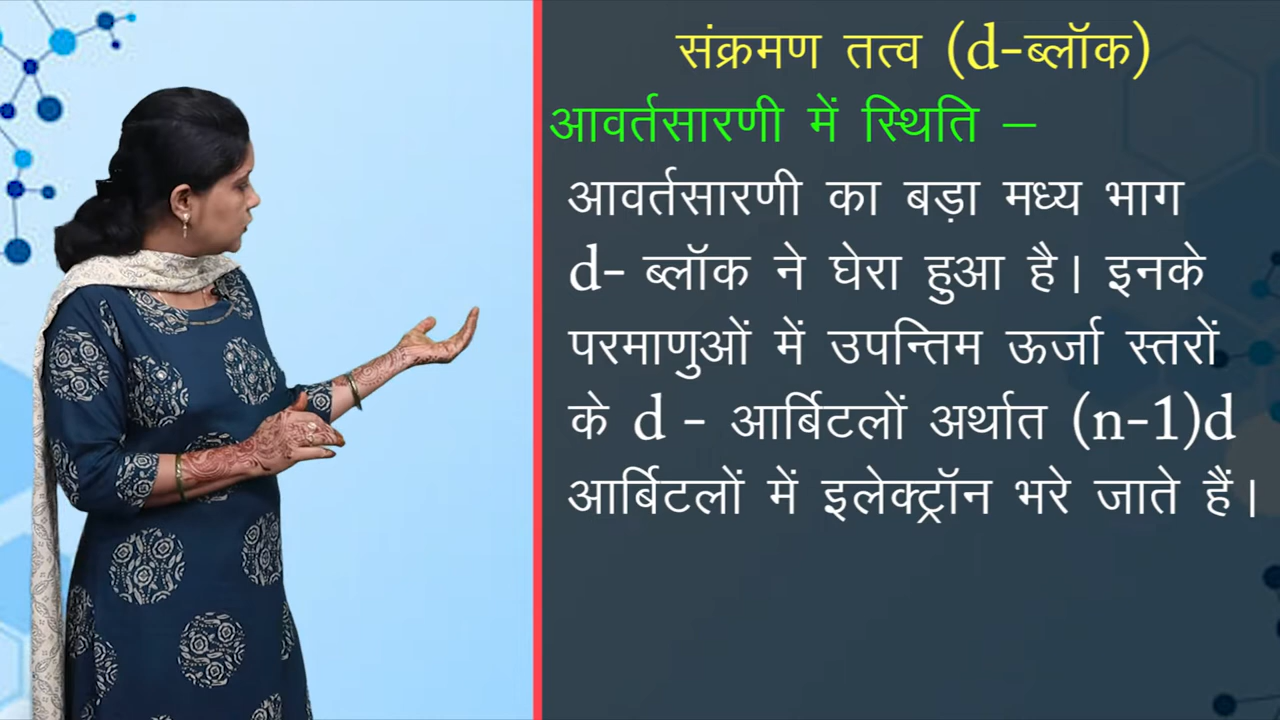 संक्रमण तत्व (d-ब्लॉक)
आवर्तसारणी में स्थिति –
आवर्तसारणी का बड़ा मध्य भाग
d- ब्लॉक ने घेरा हुआ है। इनके
परमाणुओं में उपन्तिम ऊर्जा स्तरों
के d - आर्बिटलों अर्थात (n-1)d
आर्बिटलों में इलेक्ट्रॉन भरे जाते हैं।